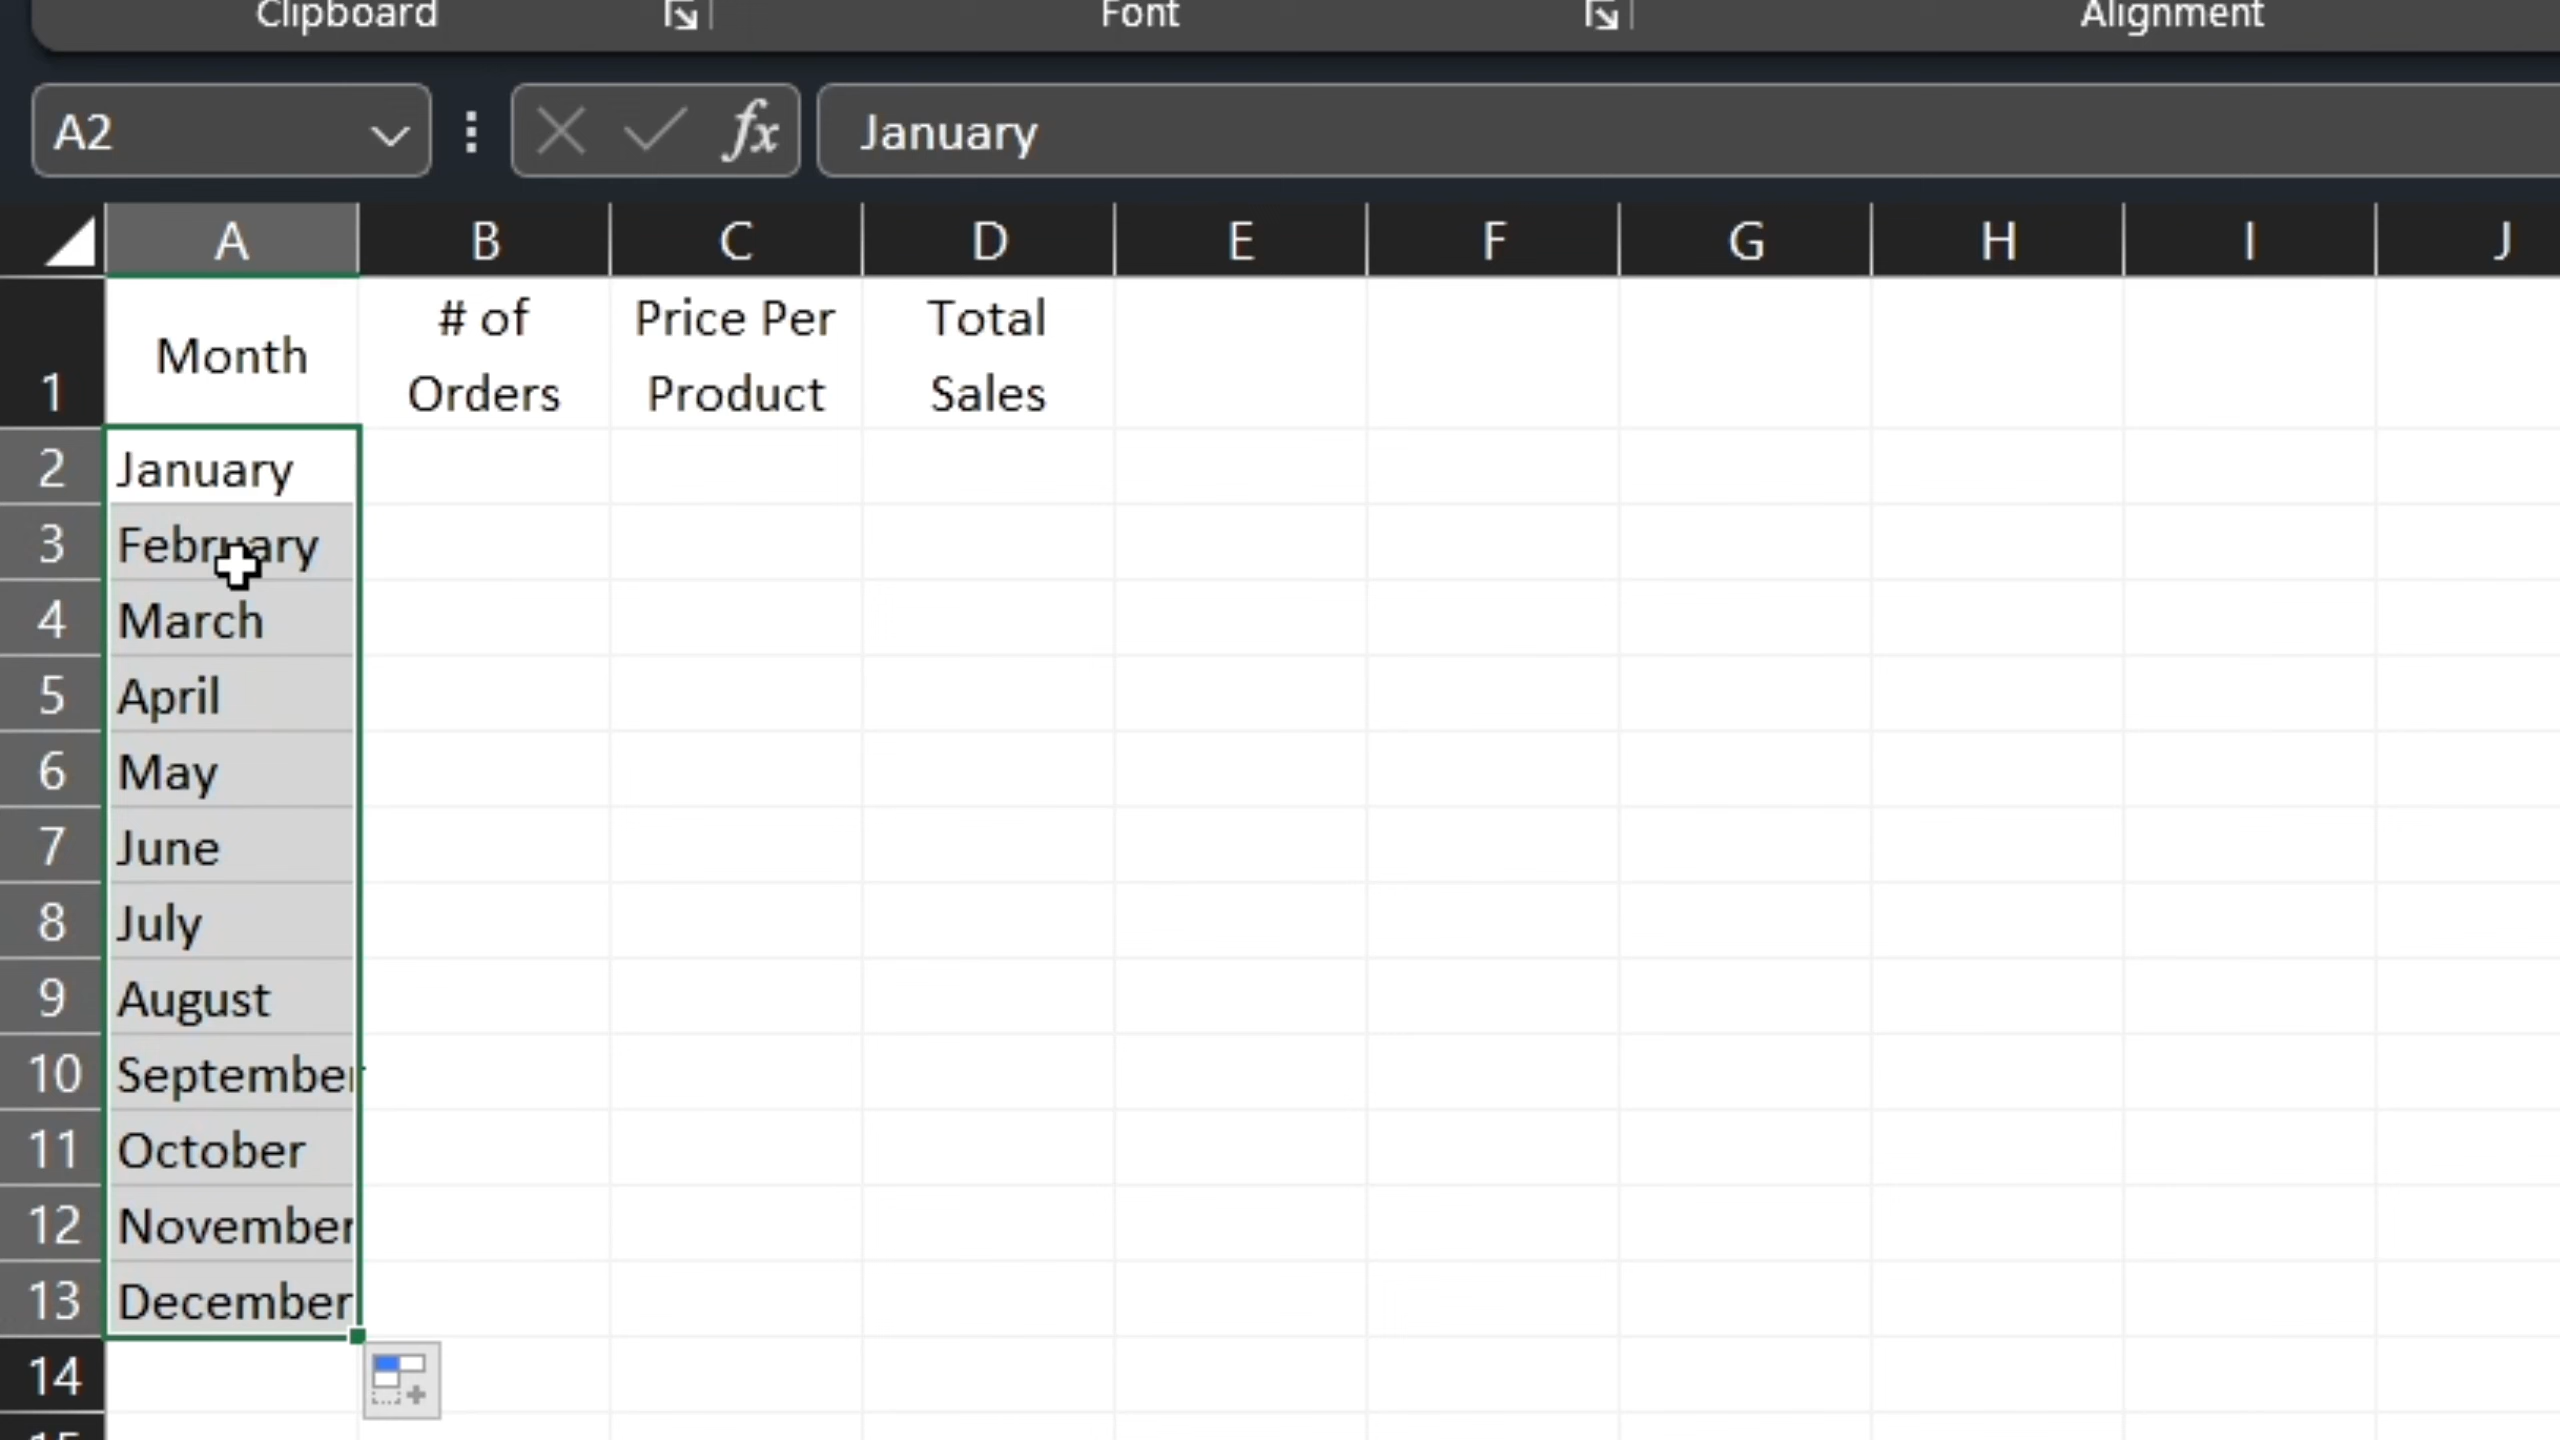 Clipboard Font Alignment
A2 fx January
A B C D E F G H I J
1 Month # of Orders Price Per Product Total Sales
2 January
3 February
4 March
5 April
6 May
7 June
8 July
9 August
10 September
11 October
12 November
13 December
14
15